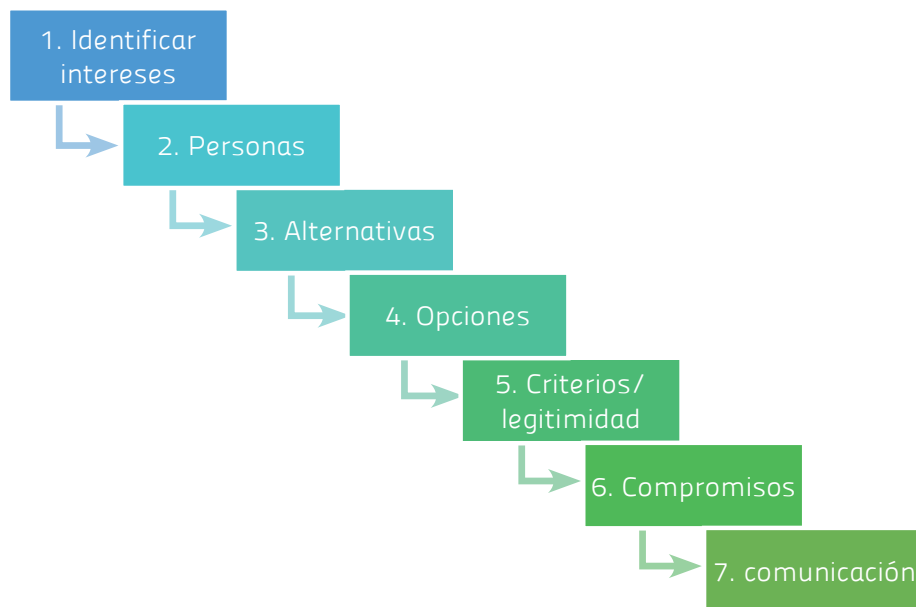 1. Identificar
intereses
2. Personas
3. Alternativas
4. Opciones
5. Criterios/
legitimidad
6. Compromisos
7. comunicación